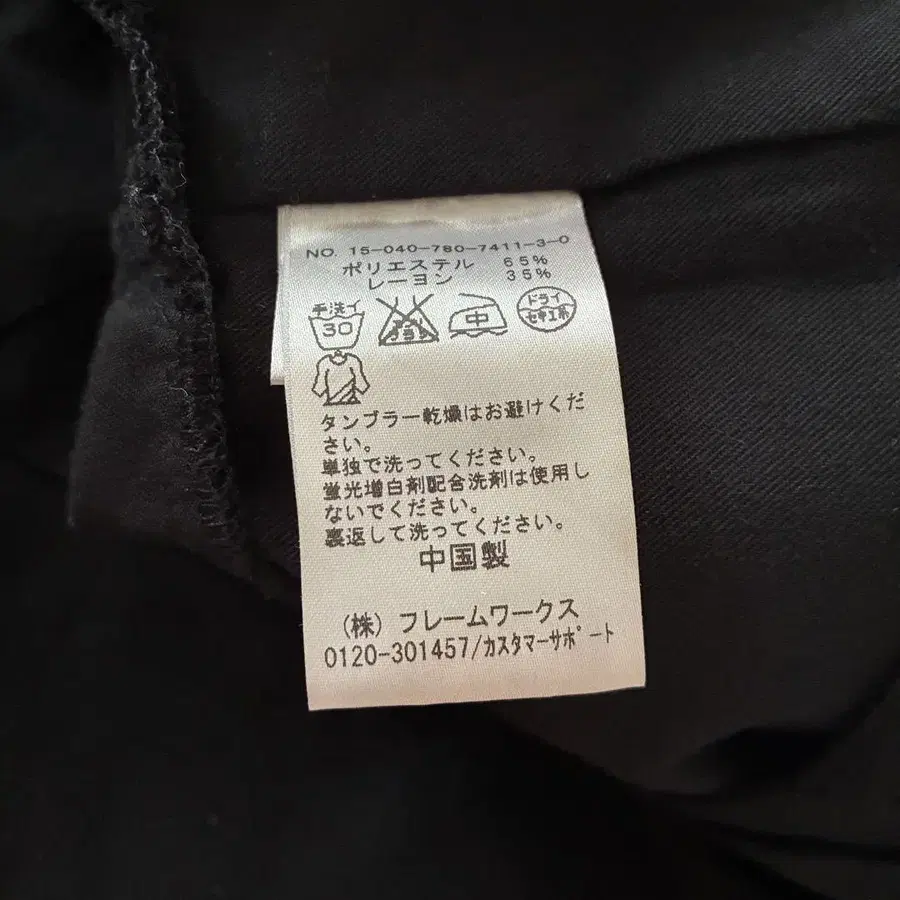 NO. 15-040-780-7411-3-0
ポリエステル 65%
レーヨン 35%
手洗イ
30
中
ドライ
セキユ系
タンブラー乾燥はお避けくだ
さい。
単独で洗ってください。
蛍光増白剤配合洗剤は使用し
ないでください。
裏返して洗ってください。
中国製
(株) フレームワークス
0120-301457/カスタマーサポート